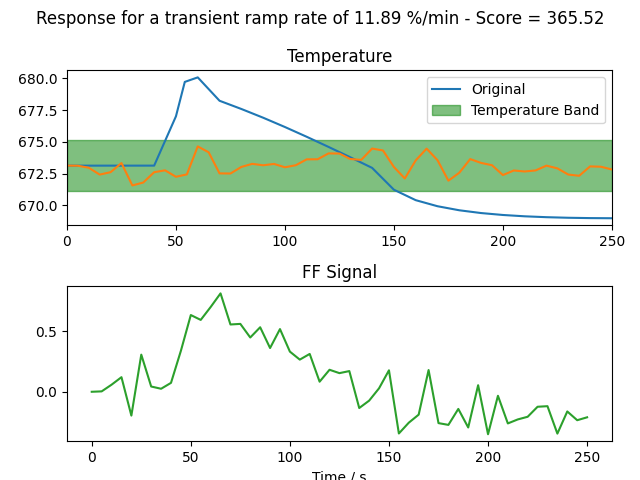 Response for a transient ramp rate of 11.89 %/min - Score = 365.52
Temperature
680.0
677.5
675.0
672.5
670.0
Original
Temperature Band
0 50 100 150 200 250
FF Signal
0.5
0.0
0 50 100 150 200 250
Time / s